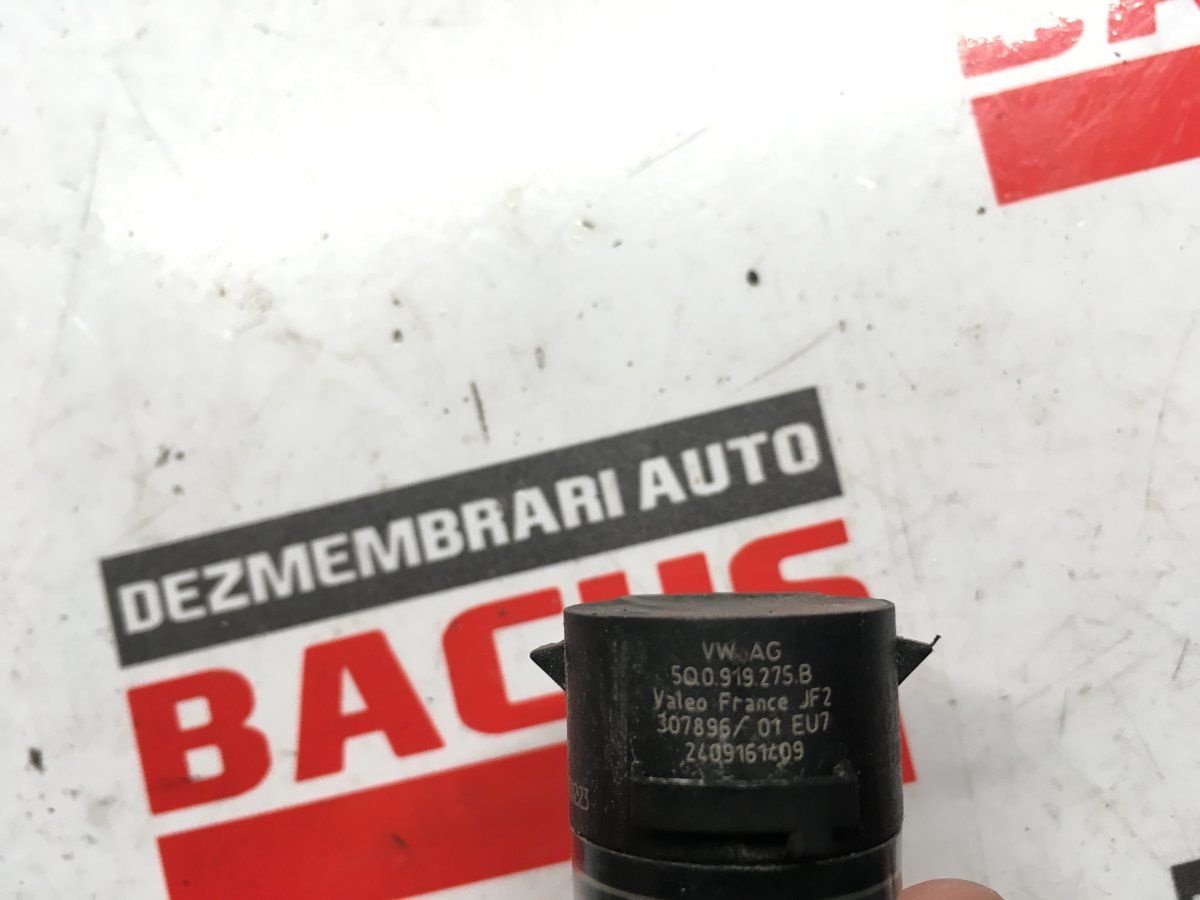 DEZMEMBRARI AUTO
BACUS
VW AG
5Q0.919.275.B
Valeo France JF2
307896/ 01 EU7
2409161409